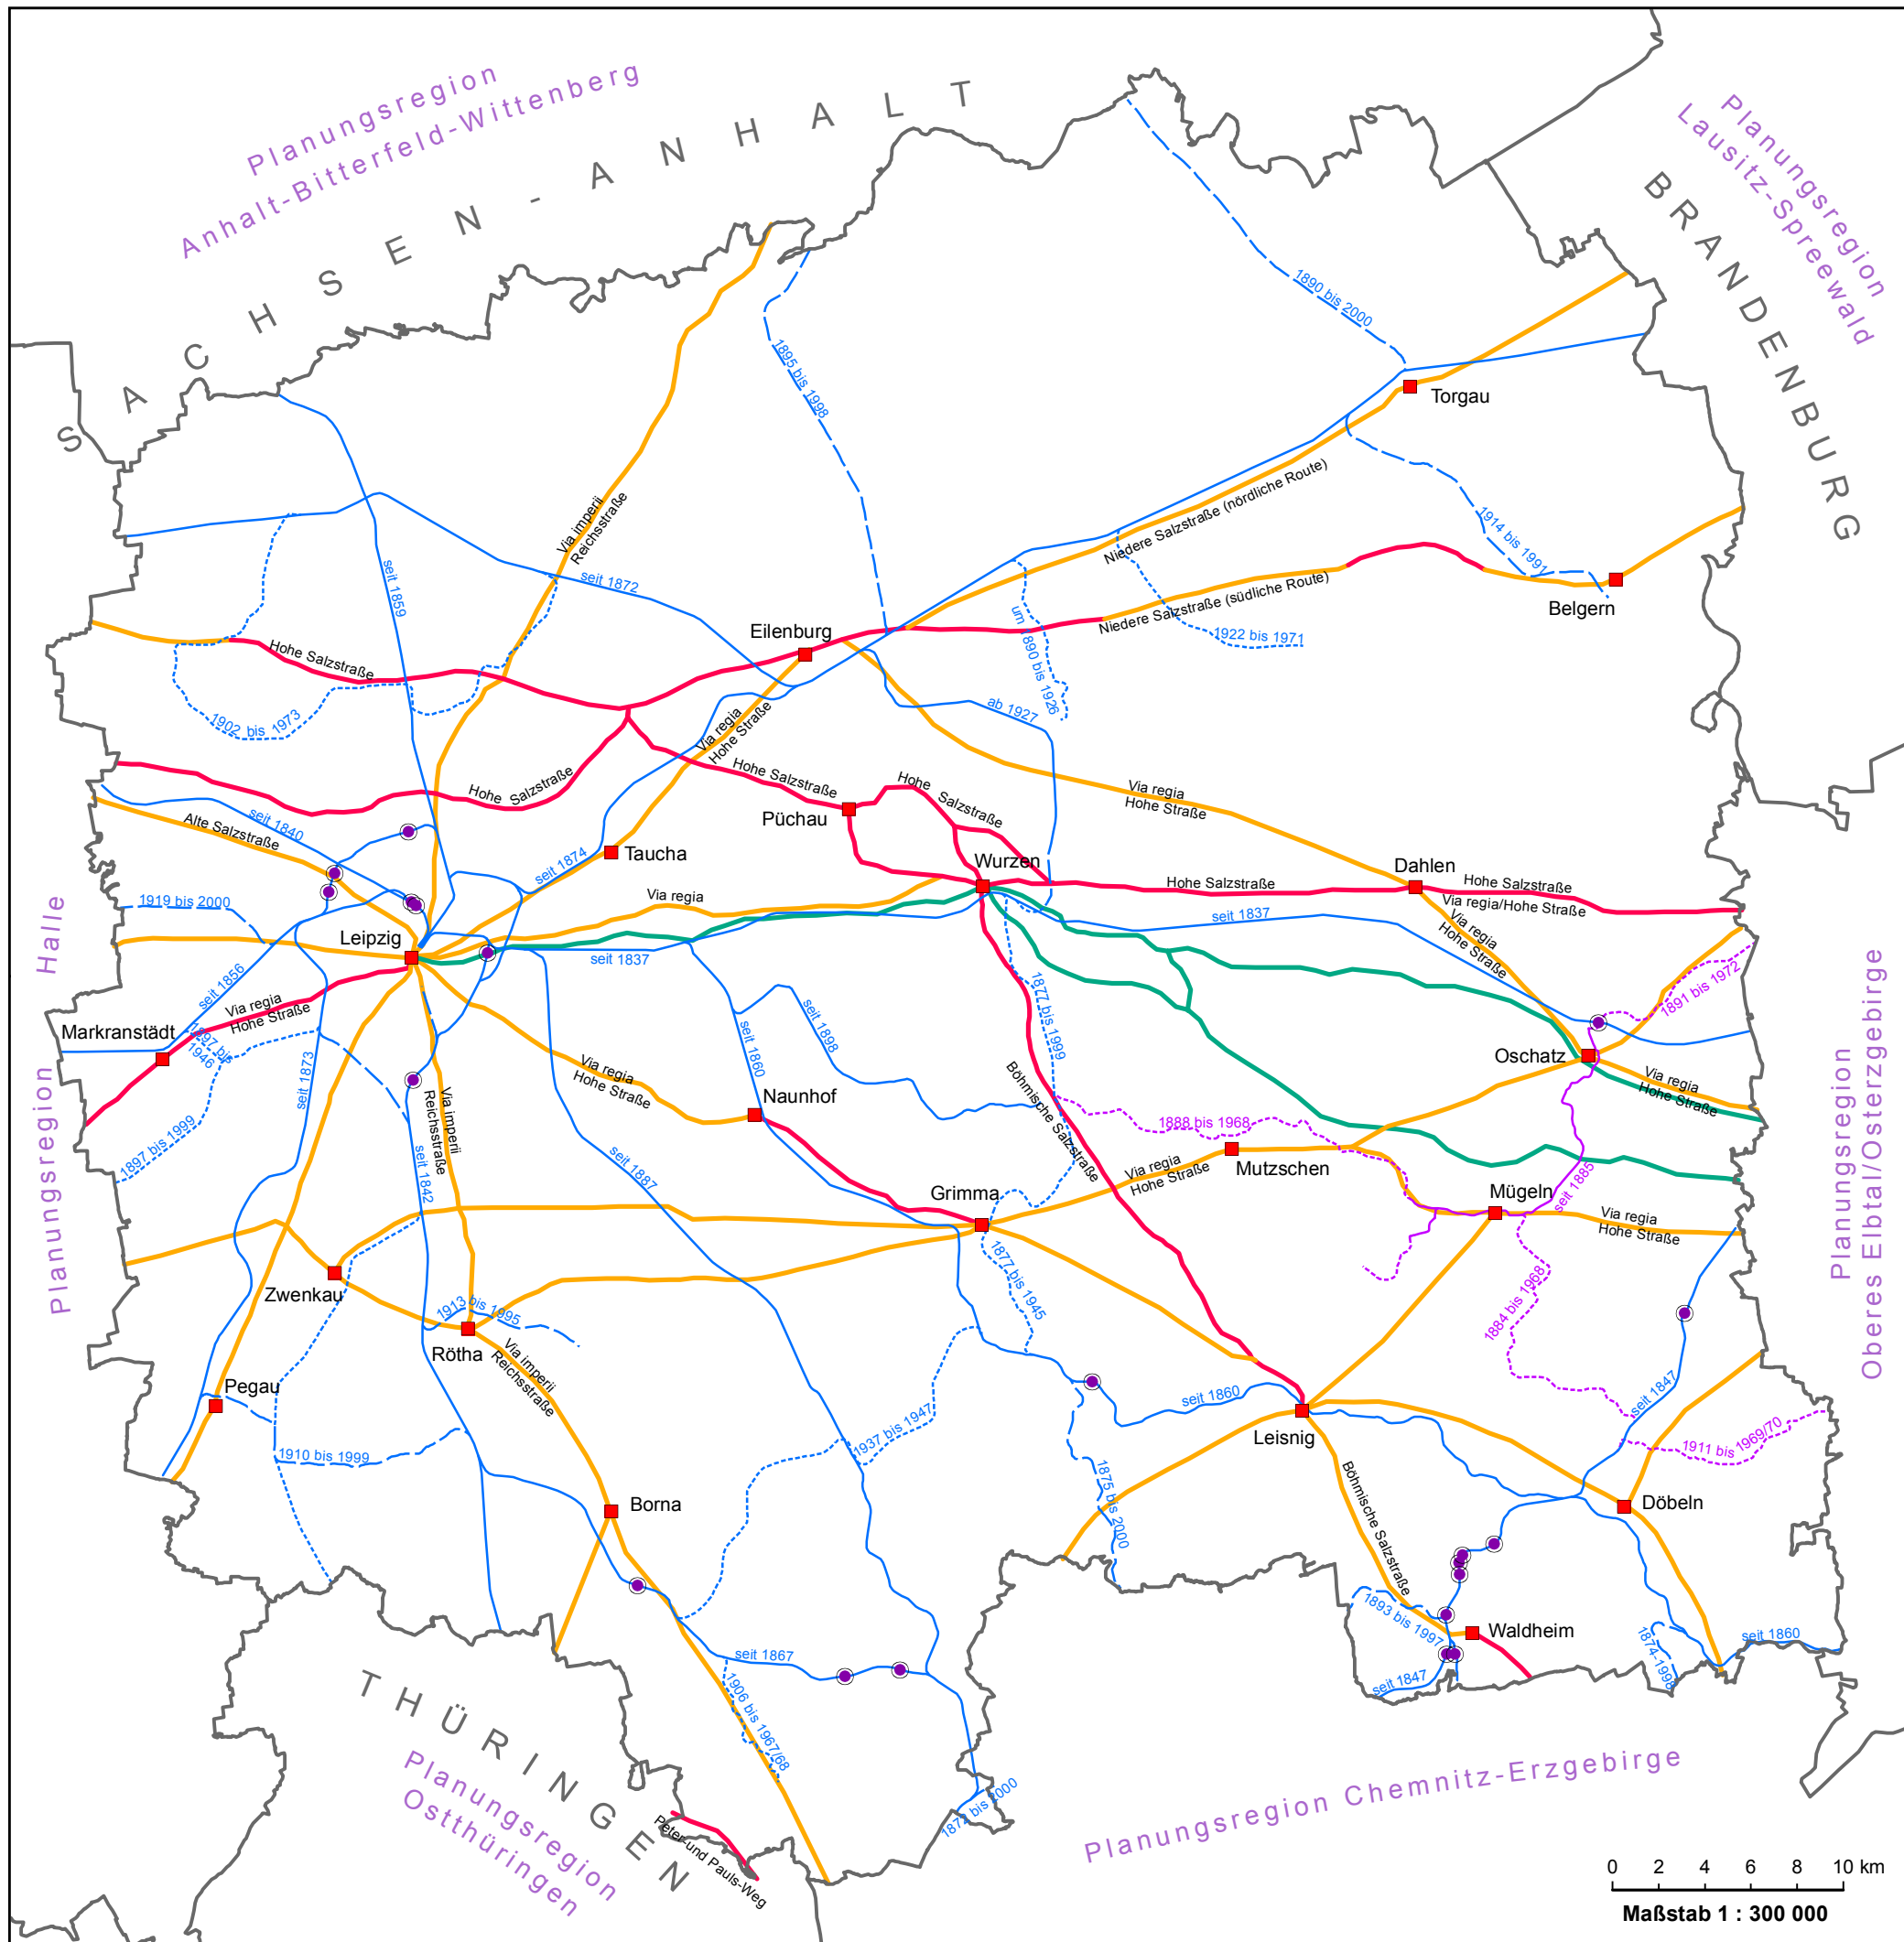 Planungsregion
Anhalt-Bitterfeld-Wittenberg
SACHSEN-ANHALT
Planungsregion
Lausitz-Spreewald
BRANDENBURG
1890 bis 2000
1895 bis 1998
Torgau
Via imperii
Reichsstraße
Niedere Salzstraße (nördliche Route)
1914 bis 1991
seit 1859
seit 1872
Belgern
Niedere Salzstraße (südliche Route)
um 1890 bis 1926
1922 bis 1971
Eilenburg
Hohe Salzstraße
1902 bis 1973
Via regia
Hohe Straße
ab 1927
Hohe Salzstraße
Hohe Salzstraße
Hohe Salzstraße
Via regia
Hohe Straße
Püchau
seit 1840
Alte Salzstraße
Taucha
seit 1874
Wurzen
Dahlen
Hohe Salzstraße
Hohe Salzstraße
Via regia/Hohe Straße
Via regia
1919 bis 2000
Leipzig
seit 1837
seit 1837
Via regia
Hohe Straße
Halle
seit 1856
Via regia
Hohe Straße
Markranstädt
1897 bis
1946
seit 1873
1897 bis 1999
seit 1898
seit 1860
1877 bis 1999
1891 bis 1972
Oschatz
Via regia
Hohe Straße
Via regia
Hohe Straße
Naunhof
Böhmische Salzstraße
1888 bis 1968
Via imperii
Reichsstraße
seit 1842
seit 1887
Mutzschen
Via regia
Hohe Straße
Mügeln
seit 1885
Via regia
Hohe Straße
Grimma
Planungsregion
Planungsregion
Oberes Elbtal/Osterzgebirge
1877 bis 1945
Zwenkau
1913 bis 1995
Rötha
Via imperii
Reichsstraße
1884 bis 1968
seit 1847
Pegau
seit 1860
Leisnig
1937 bis 1947
1910 bis 1999
1911 bis 1969/70
1875 bis 2000
Böhmische Salzstraße
Borna
Döbeln
1893 bis 1997
Waldheim
seit 1847
1874-1998
seit 1860
seit 1867
1906 bis 1967/68
THÜRINGEN
Planungsregion
Ostthüringen
Peter-und Pauls-Weg
1872 bis 2000
Planungsregion Chemnitz-Erzgebirge
0 2 4 6 8 10 km
Maßstab 1 : 300 000